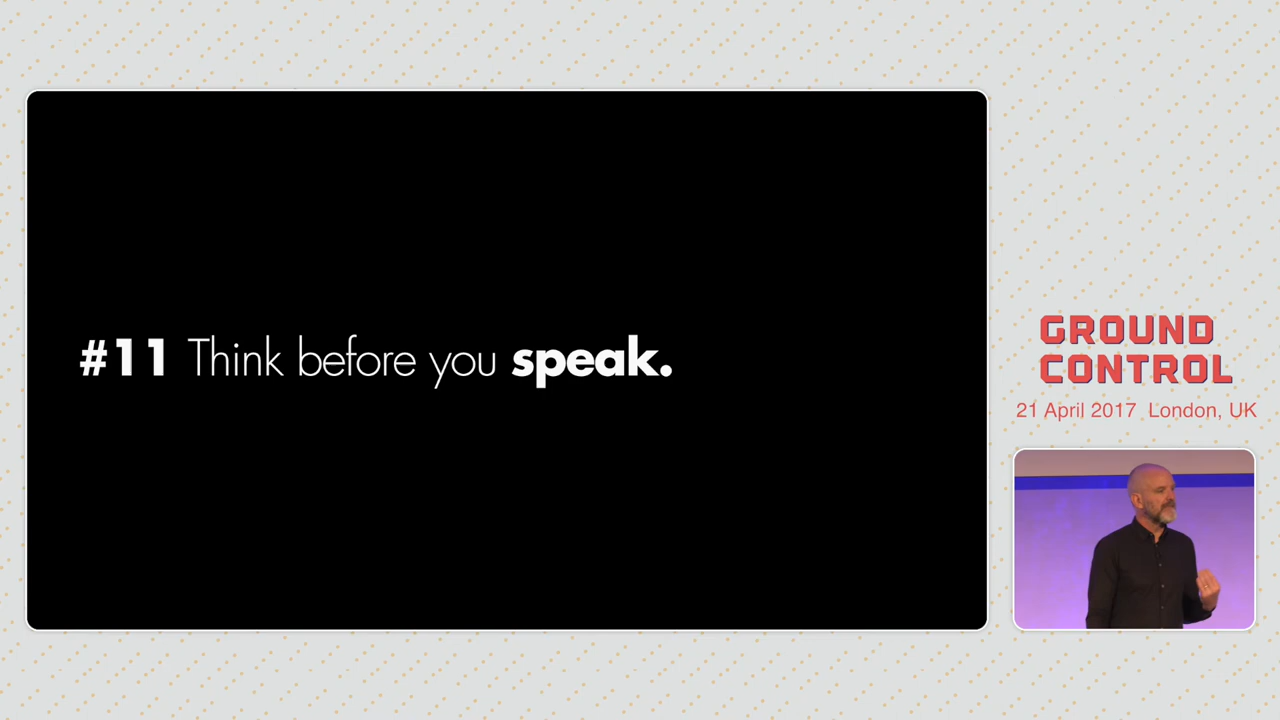 #11 Think before you speak.
GROUND
CONTROL
21 April 2017 London, UK